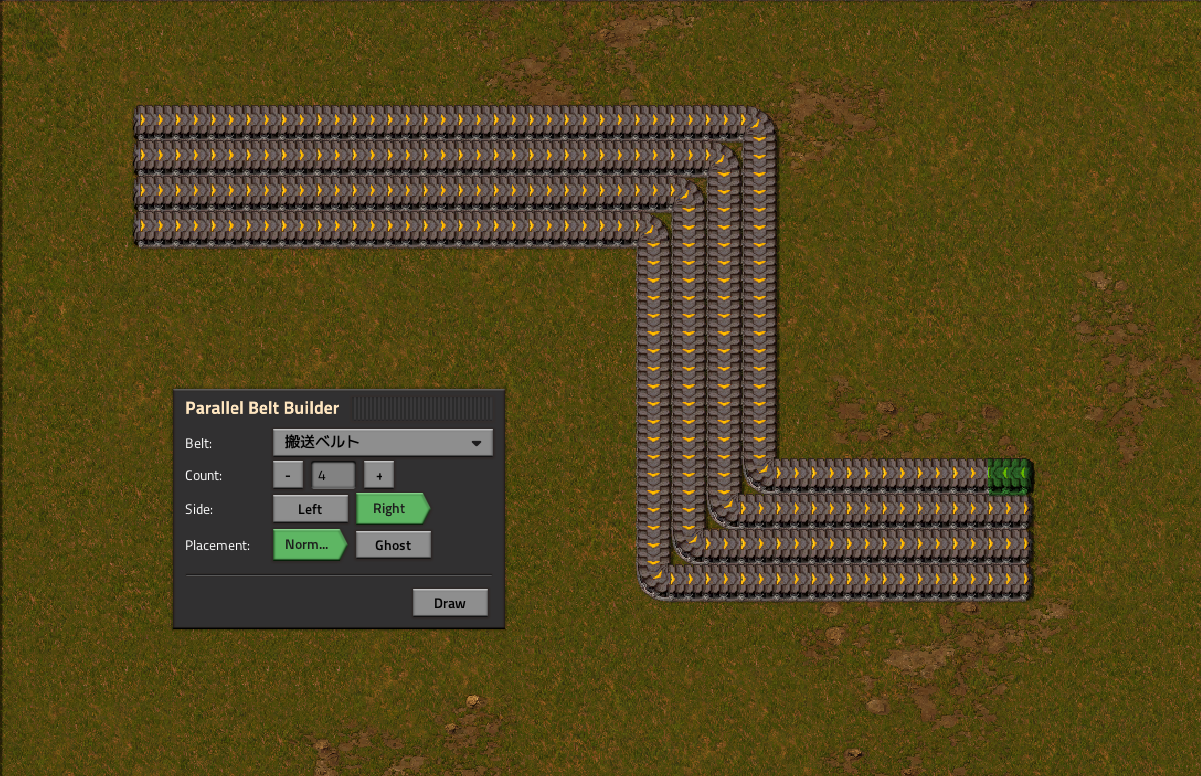 Parallel Belt Builder
Belt: 搬送ベルト
Count: - 4 +
Side: Left Right
Placement: Norm... Ghost
Draw